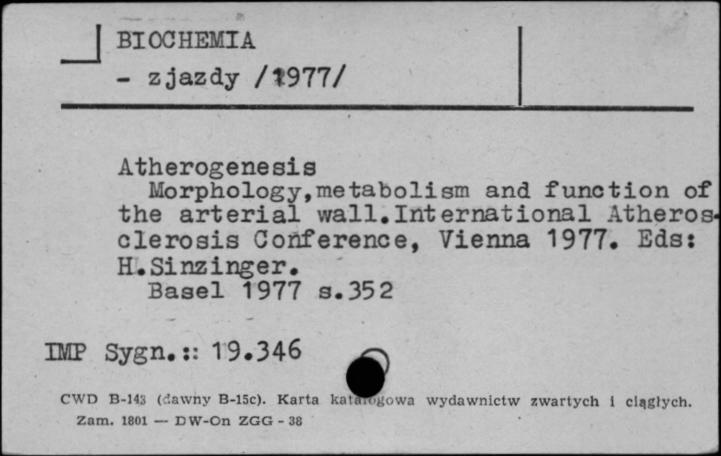 BIOCHEMIA
- zjazdy /1977/
Atherogenesis
Morphology,metabolism and function of
the arterial wall.International Atheros-
clerosis Conference, Vienna 1977. Eds:
H.Sinzinger.
Basel 1977 s.352
IMP Sygn.:: 19.346
CWD B-143 (dawny B-15c). Karta katalogowa wydawnictw zwartych i ciągłych.
Zam. 1801 — DW-On ZGG - 38